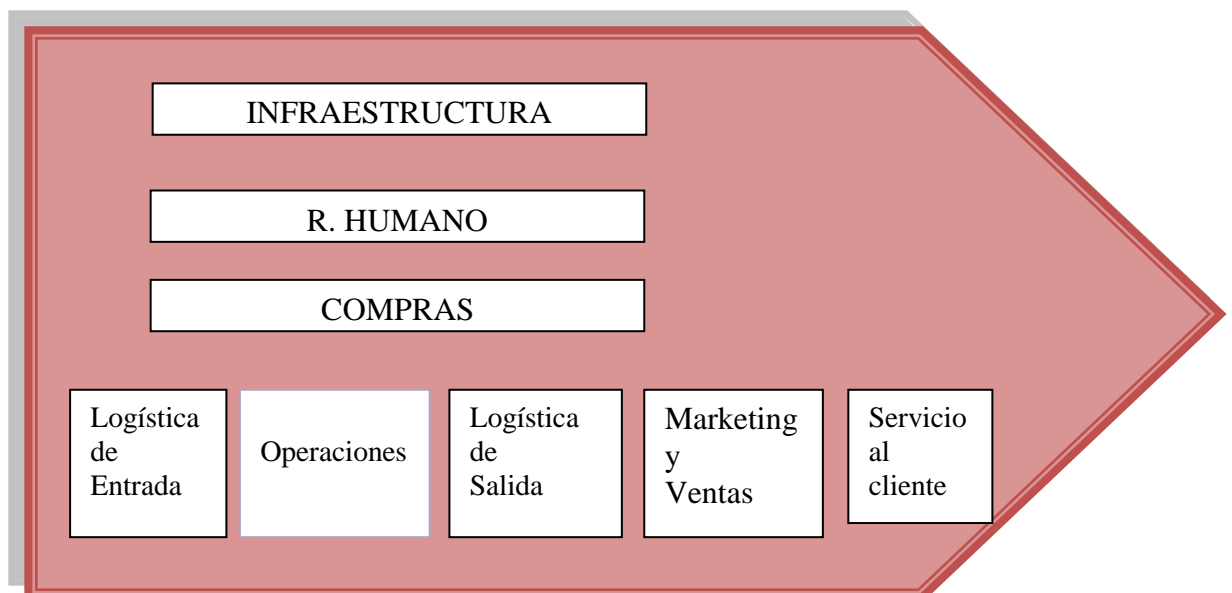 INFRAESTRUCTURA
R. HUMANO
COMPRAS
Logística
de
Entrada
Operaciones
Logística
de
Salida
Marketing
y
Ventas
Servicio
al
cliente